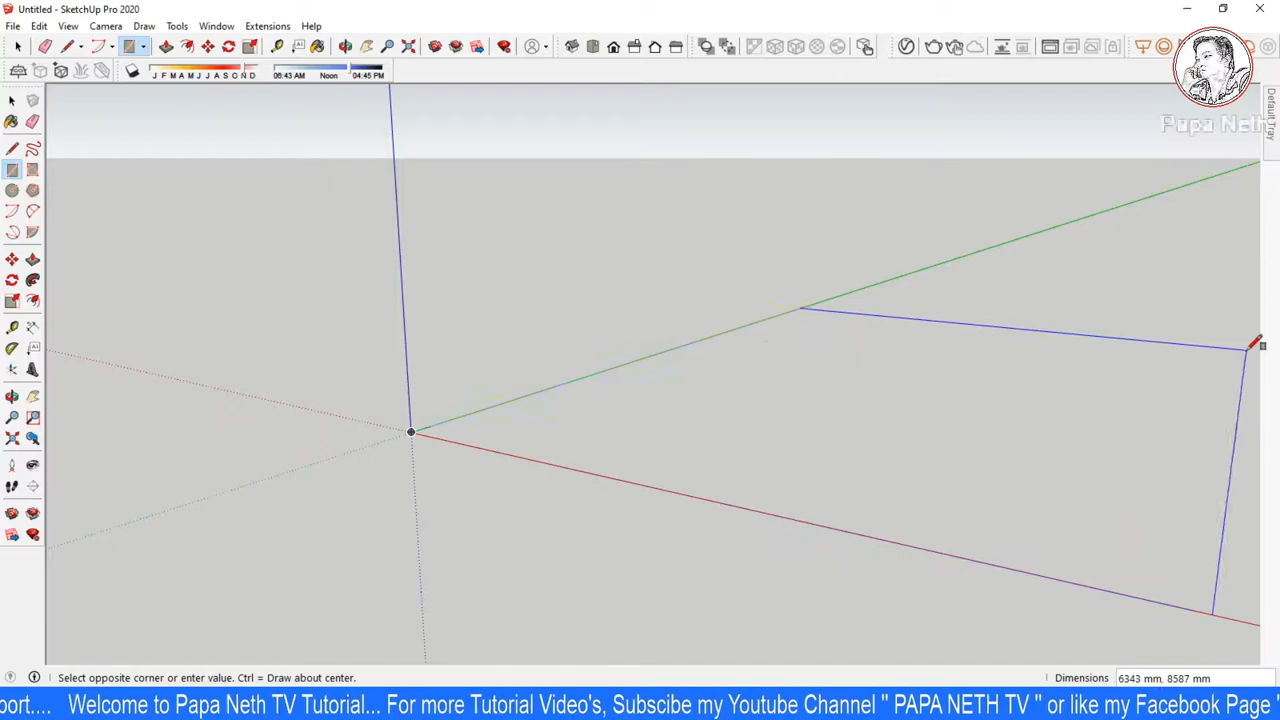 Untitled - SketchUp Pro 2020
File Edit View Camera Draw Tools Window Extensions Help
J F M A M J J A S O N D 06:43 AM Noon 04:45 PM
Papa Neth
Default Tray
Select opposite corner or enter value. Ctrl = Draw about center. Dimensions 6343 mm, 8587 mm
port.... Welcome to Papa Neth TV Tutorial... For more Tutorial Video's, Subscibe my Youtube Channel " PAPA NETH TV " or like my Facebook Page "